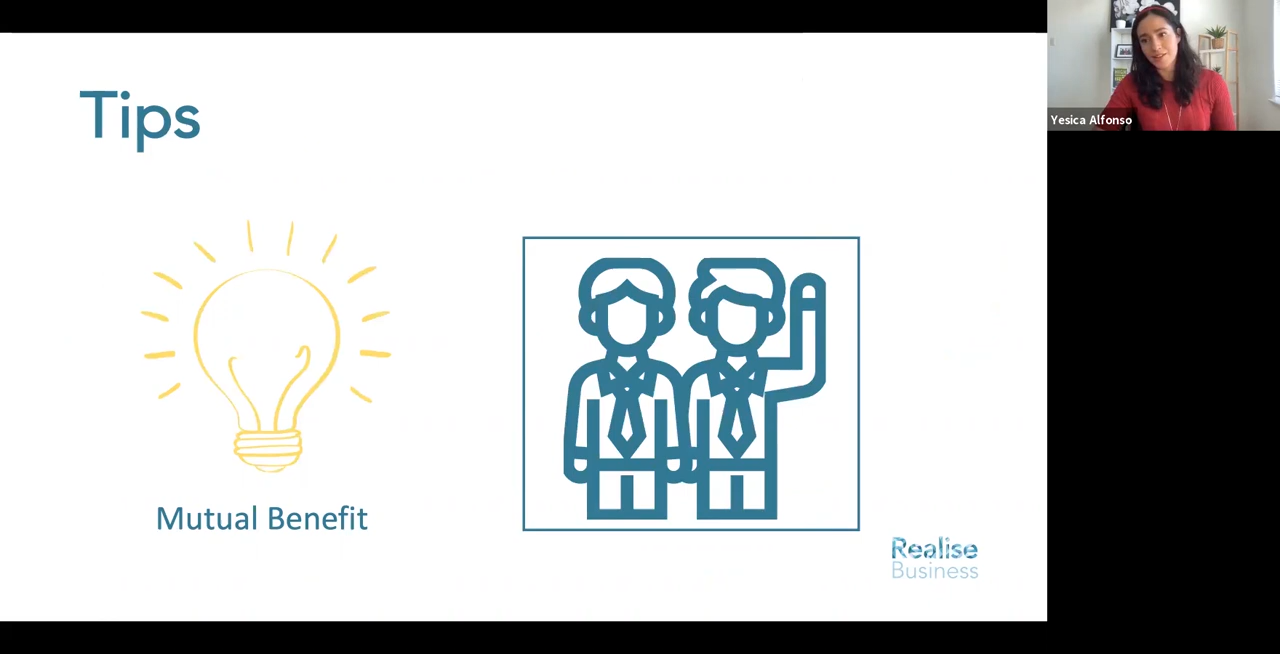 Tips
Yesica Alfonso
Mutual Benefit
Realise
Business